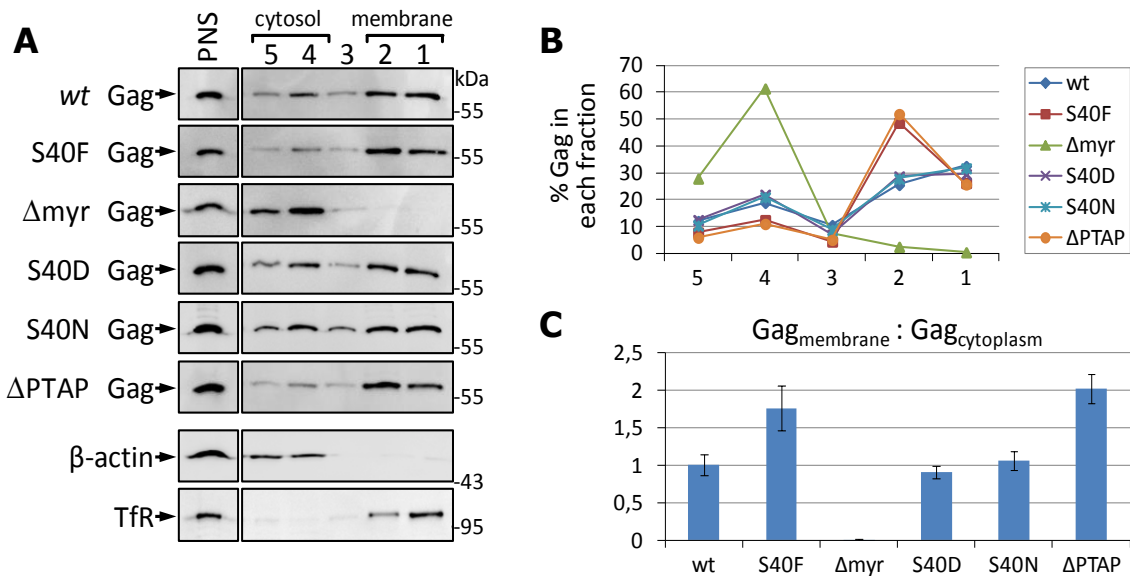 A
PNS
cytosol membrane
5 4 3 2 1
kDa
wt Gag
-55
S40F Gag
-55
Δmyr Gag
-55
S40D Gag
-55
S40N Gag
-55
ΔPTAP Gag
-55
β-actin
-43
TfR
-95
B
% Gag in
each fraction
70
60
50
40
30
20
10
0
5 4 3 2 1
wt
S40F
Δmyr
S40D
S40N
ΔPTAP
C
Gagmembrane : Gagcytoplasm
2,5
2
1,5
1
0,5
0
wt S40F Δmyr S40D S40N ΔPTAP